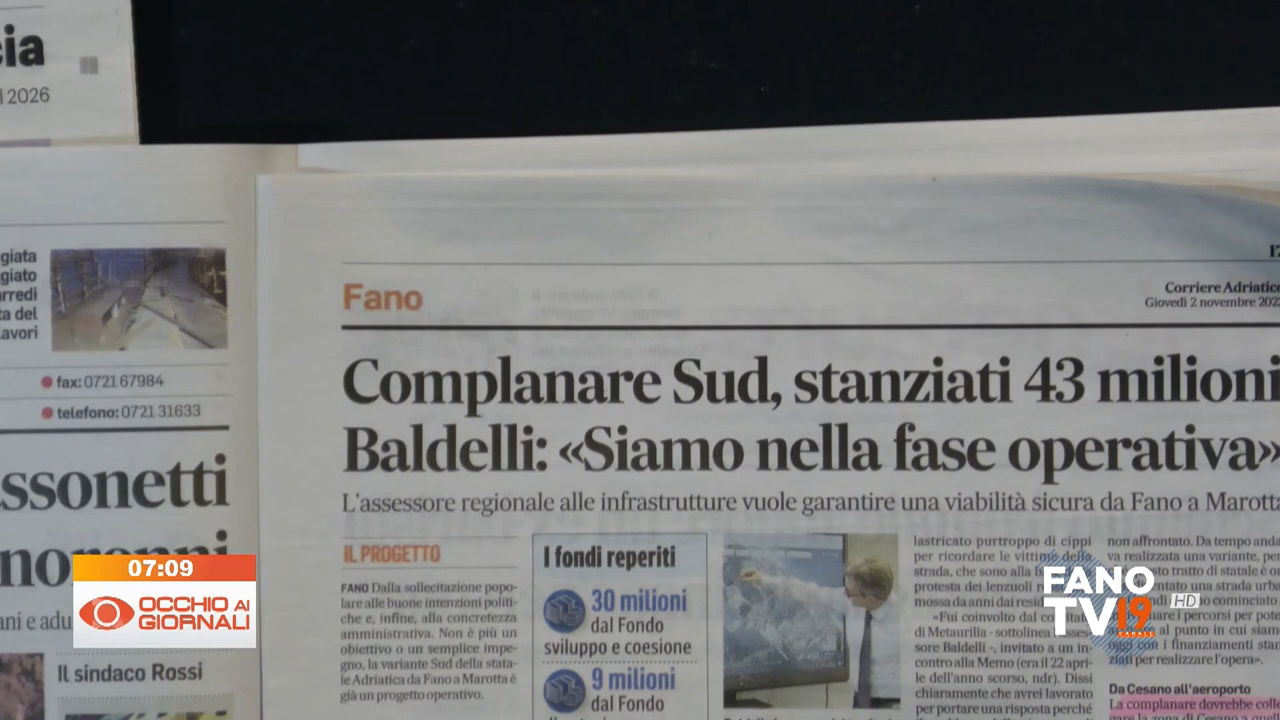 2026
giata
giato
rredi
ta del
lavori
fax: 0721 67984
telefono: 0721 31633
ssonetti
Il sindaco Rossi
Fano
Corriere Adriatico
Giovedì 2 novembre
Complanare Sud, stanziati 43 milioni
Baldelli: «Siamo nella fase operativa»
L'assessore regionale alle infrastrutture vuole garantire una viabilità sicura da Fano a Marotta
IL PROGETTO
FANO Dalla sollecitazione popo-
lare alle buone intenzioni politi-
che e, infine, alla concretezza
amministrativa. Non è più un
obiettivo o un semplice impe-
gno, la variante Sud della stata-
le Adriatica da Fano a Marotta è
già un progetto operativo.
I fondi reperiti
30 milioni
dal Fondo
sviluppo e coesione
9 milioni
dal Fondo
lastricato purtroppo di cippi
per ricordare le vittime della
strada, che sono alla
protesta dei lenzuoli
mossa da anni dai
«Fui coinvolto dal
di Metaurilia - sottolinea
sore Baldelli -, invitato a un in-
contro alla Memo (era il 22 apri-
le dell'anno scorso, ndr). Dissi
chiaramente che avrei lavorato
per portare una risposta perché
non affrontato. Da tempo anda-
va realizzata una variante, per
tratto di statale è
una strada urba
cominciato
i percorsi per
al punto in cui siam
oggi con i finanziamenti stan
ziati per realizzare l'opera».
Da Cesano all'aeroporto
La complanare dovrebbe coll
07:09
OCCHIO AI
GIORNALI
FANO
TV19 HD